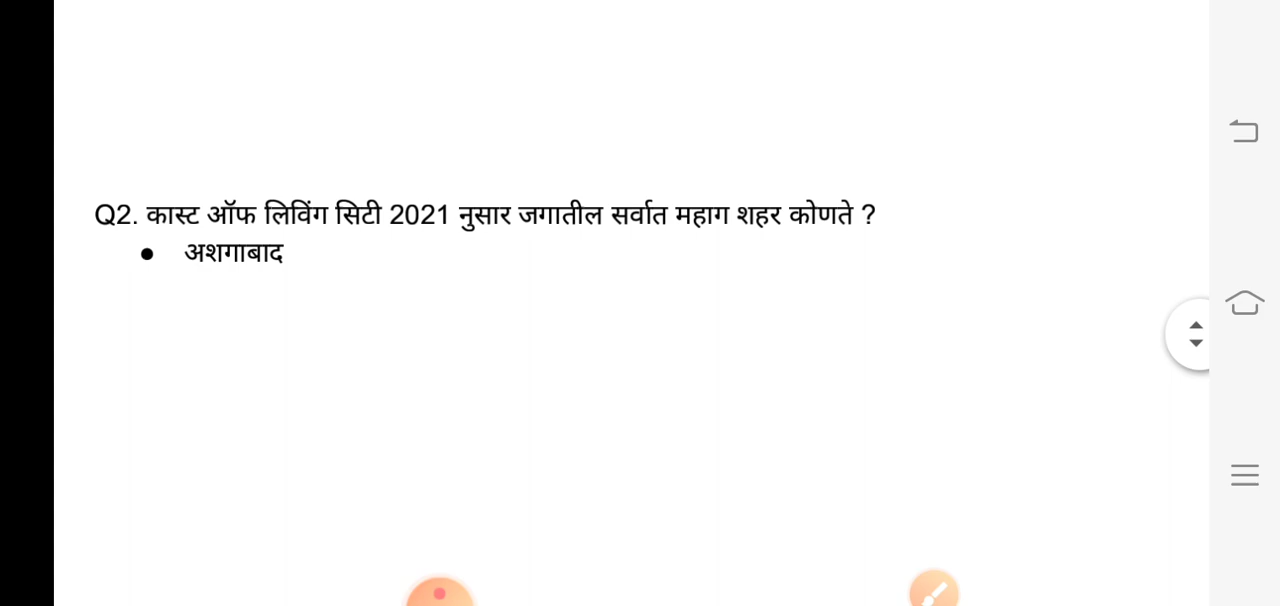 Q2. कास्ट ऑफ लिविंग सिटी 2021 नुसार जगातील सर्वात महाग शहर कोणते ?
● अशगाबाद